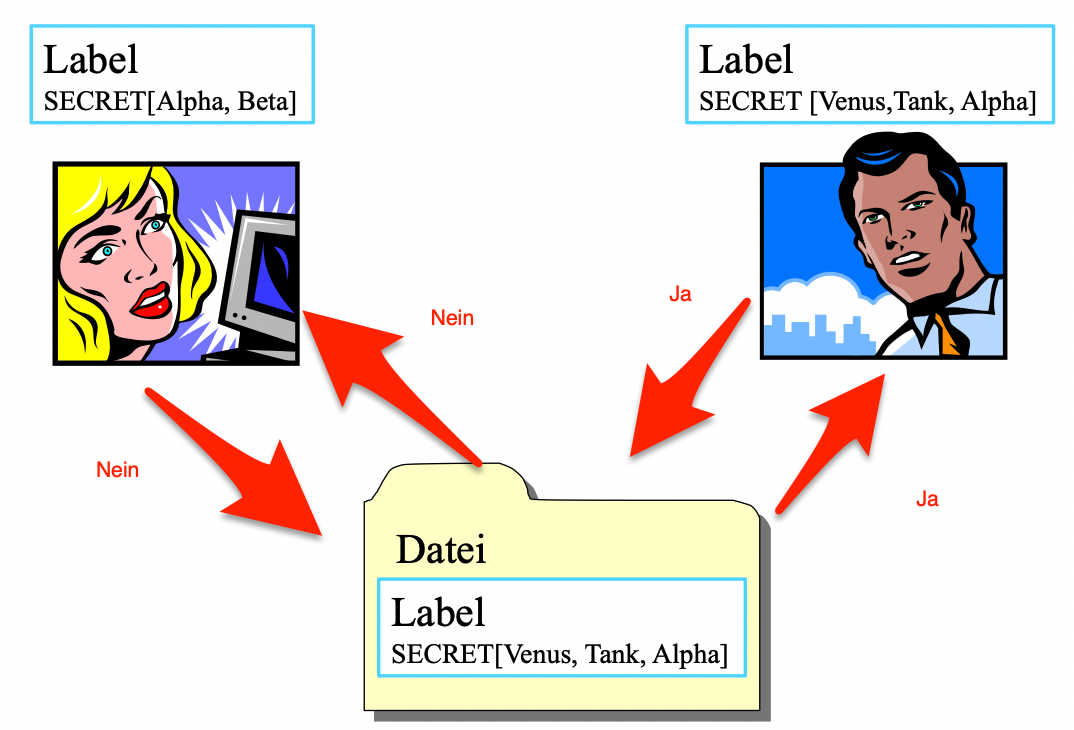 Label
SECRET[Alpha, Beta]
Label
SECRET [Venus,Tank, Alpha]
Nein
Ja
Nein
Ja
Datei
Label
SECRET[Venus, Tank, Alpha]